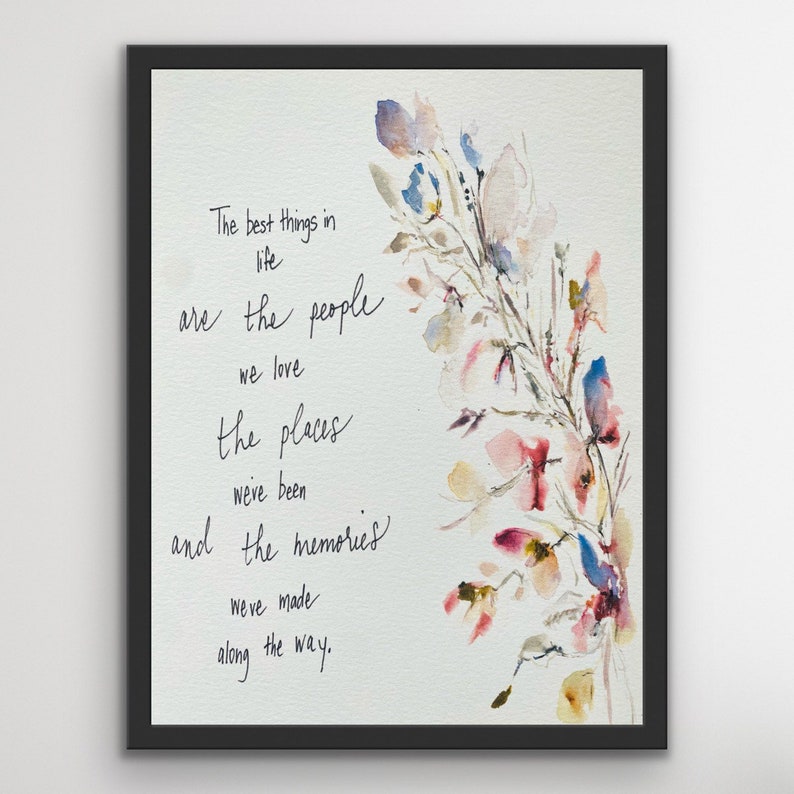 The best things in
life
are the people
we love
the places
we've been
and the memories
we've made
along the way.